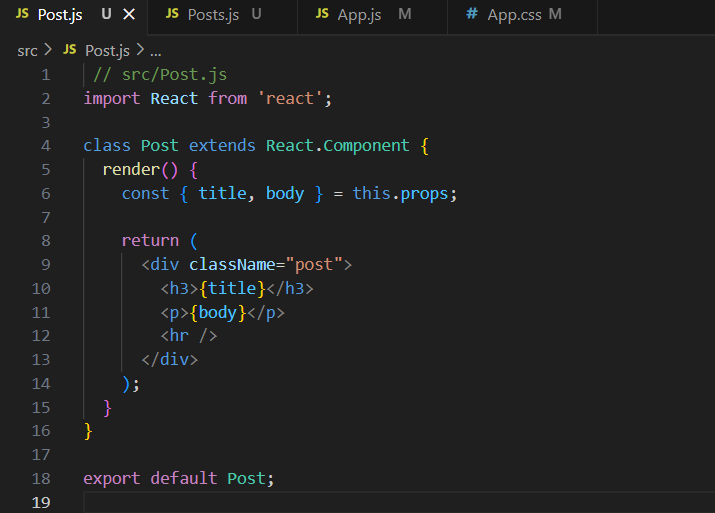 JS Post.js U × JS Posts.js U JS App.js M # App.css M
src > JS Post.js > ...
1 // src/Post.js
2 import React from 'react';
3
4 class Post extends React.Component {
5   render() {
6     const { title, body } = this.props;
7
8     return (
9       <div className="post">
10         <h3>{title}</h3>
11         <p>{body}</p>
12         <hr />
13       </div>
14     );
15   }
16 }
17
18 export default Post;
19